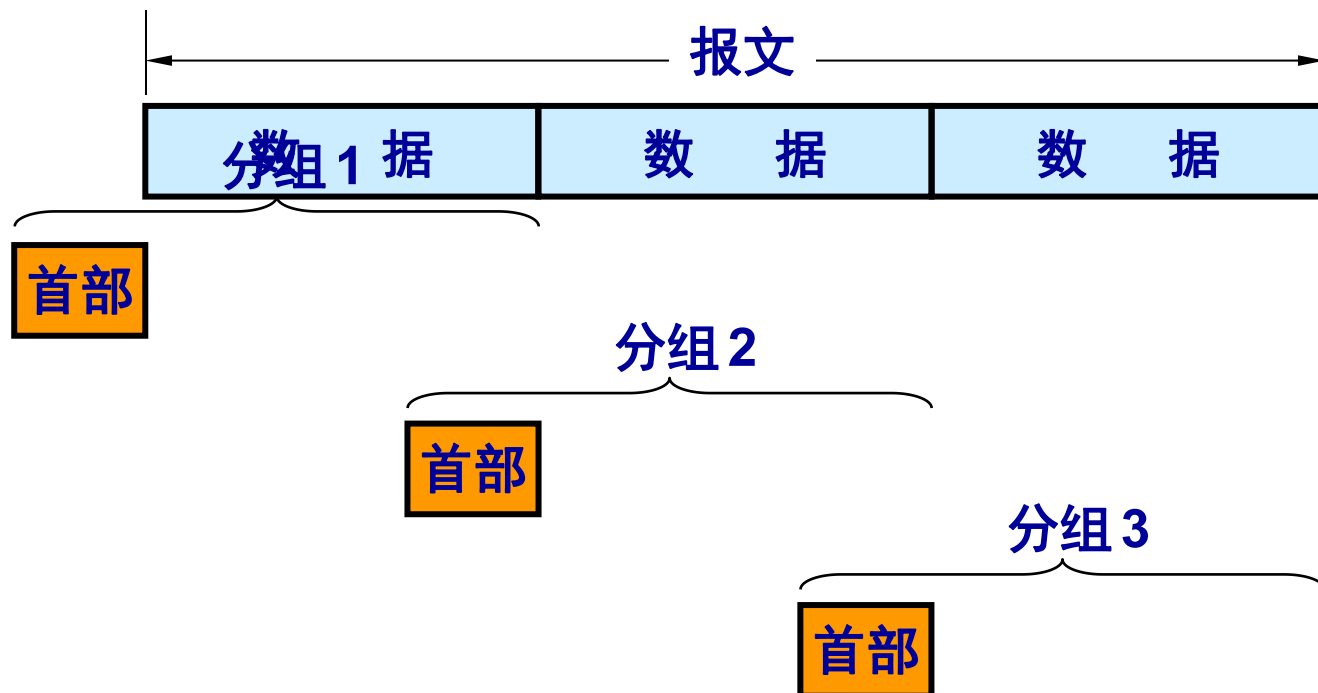 报文
数 据 数 据 数 据
分组 1
首部
分组 2
首部
分组 3
首部